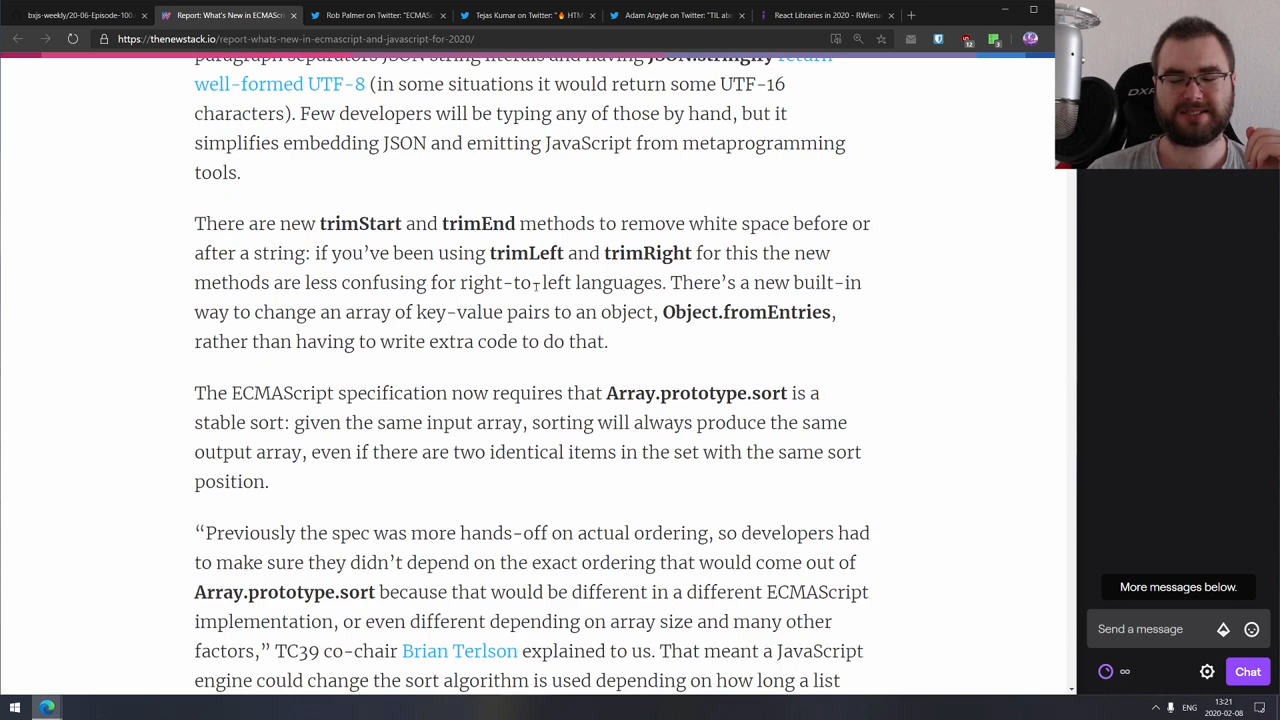 bxjs-weekly/20-06-Episode-100.
Report: What's New in ECMAScri
Rob Palmer on Twitter: "ECMASc
Tejas Kumar on Twitter: "🔥 HTM
Adam Argyle on Twitter: "TIL ab
React Libraries in 2020 - RWieru
https://thenewstack.io/report-whats-new-in-ecmascript-and-javascript-for-2020/
12
3
paragraph separators JSON string literals and having JSON.stringify return
well-formed UTF-8 (in some situations it would return some UTF-16
characters). Few developers will be typing any of those by hand, but it
simplifies embedding JSON and emitting JavaScript from metaprogramming
tools.
There are new trimStart and trimEnd methods to remove white space before or
after a string: if you’ve been using trimLeft and trimRight for this the new
methods are less confusing for right-to-left languages. There’s a new built-in
way to change an array of key-value pairs to an object, Object.fromEntries,
rather than having to write extra code to do that.
The ECMAScript specification now requires that Array.prototype.sort is a
stable sort: given the same input array, sorting will always produce the same
output array, even if there are two identical items in the set with the same sort
position.
“Previously the spec was more hands-off on actual ordering, so developers had
to make sure they didn’t depend on the exact ordering that would come out of
Array.prototype.sort because that would be different in a different ECMAScript
implementation, or even different depending on array size and many other
factors,” TC39 co-chair Brian Terlson explained to us. That meant a JavaScript
engine could change the sort algorithm is used depending on how long a list
DXR
More messages below.
Send a message
∞
Chat
ENG
13:21
2020-02-08